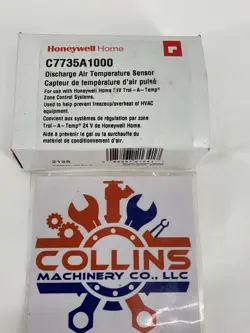 Honeywell Home
C7735A1000
Discharge Air Temperature Sensor
Capteur de température d'air pulsé
For use with Honeywell Home 24V Trol-A-Temp®
Zone Control Systems.
Used to help prevent freezeup/overheat of HVAC
equipment.
Convient aux systèmes de régulation par zone
Trol-A-Temp® 24 V de Honeywell Home.
Aide à prévenir le gel ou la surchauffe du
matériel de conditionnement d'air.
COLLINS
MACHINERY CO., LLC